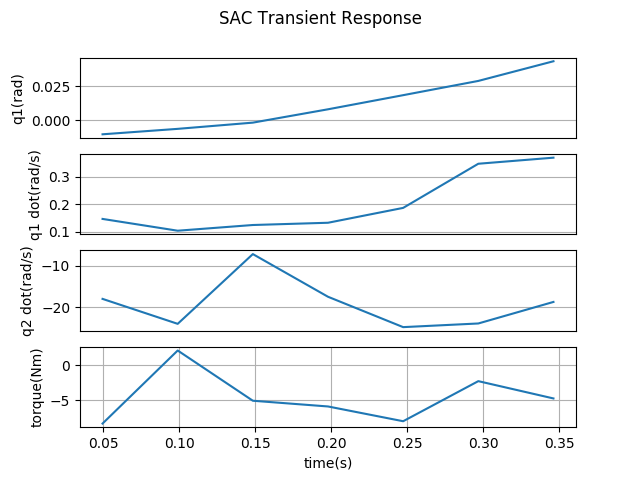 SAC Transient Response
q1(rad)
0.025
0.000
q1 dot(rad/s)
0.3
0.2
0.1
q2 dot(rad/s)
−10
−20
torque(Nm)
0
−5
0.05 0.10 0.15 0.20 0.25 0.30 0.35
time(s)